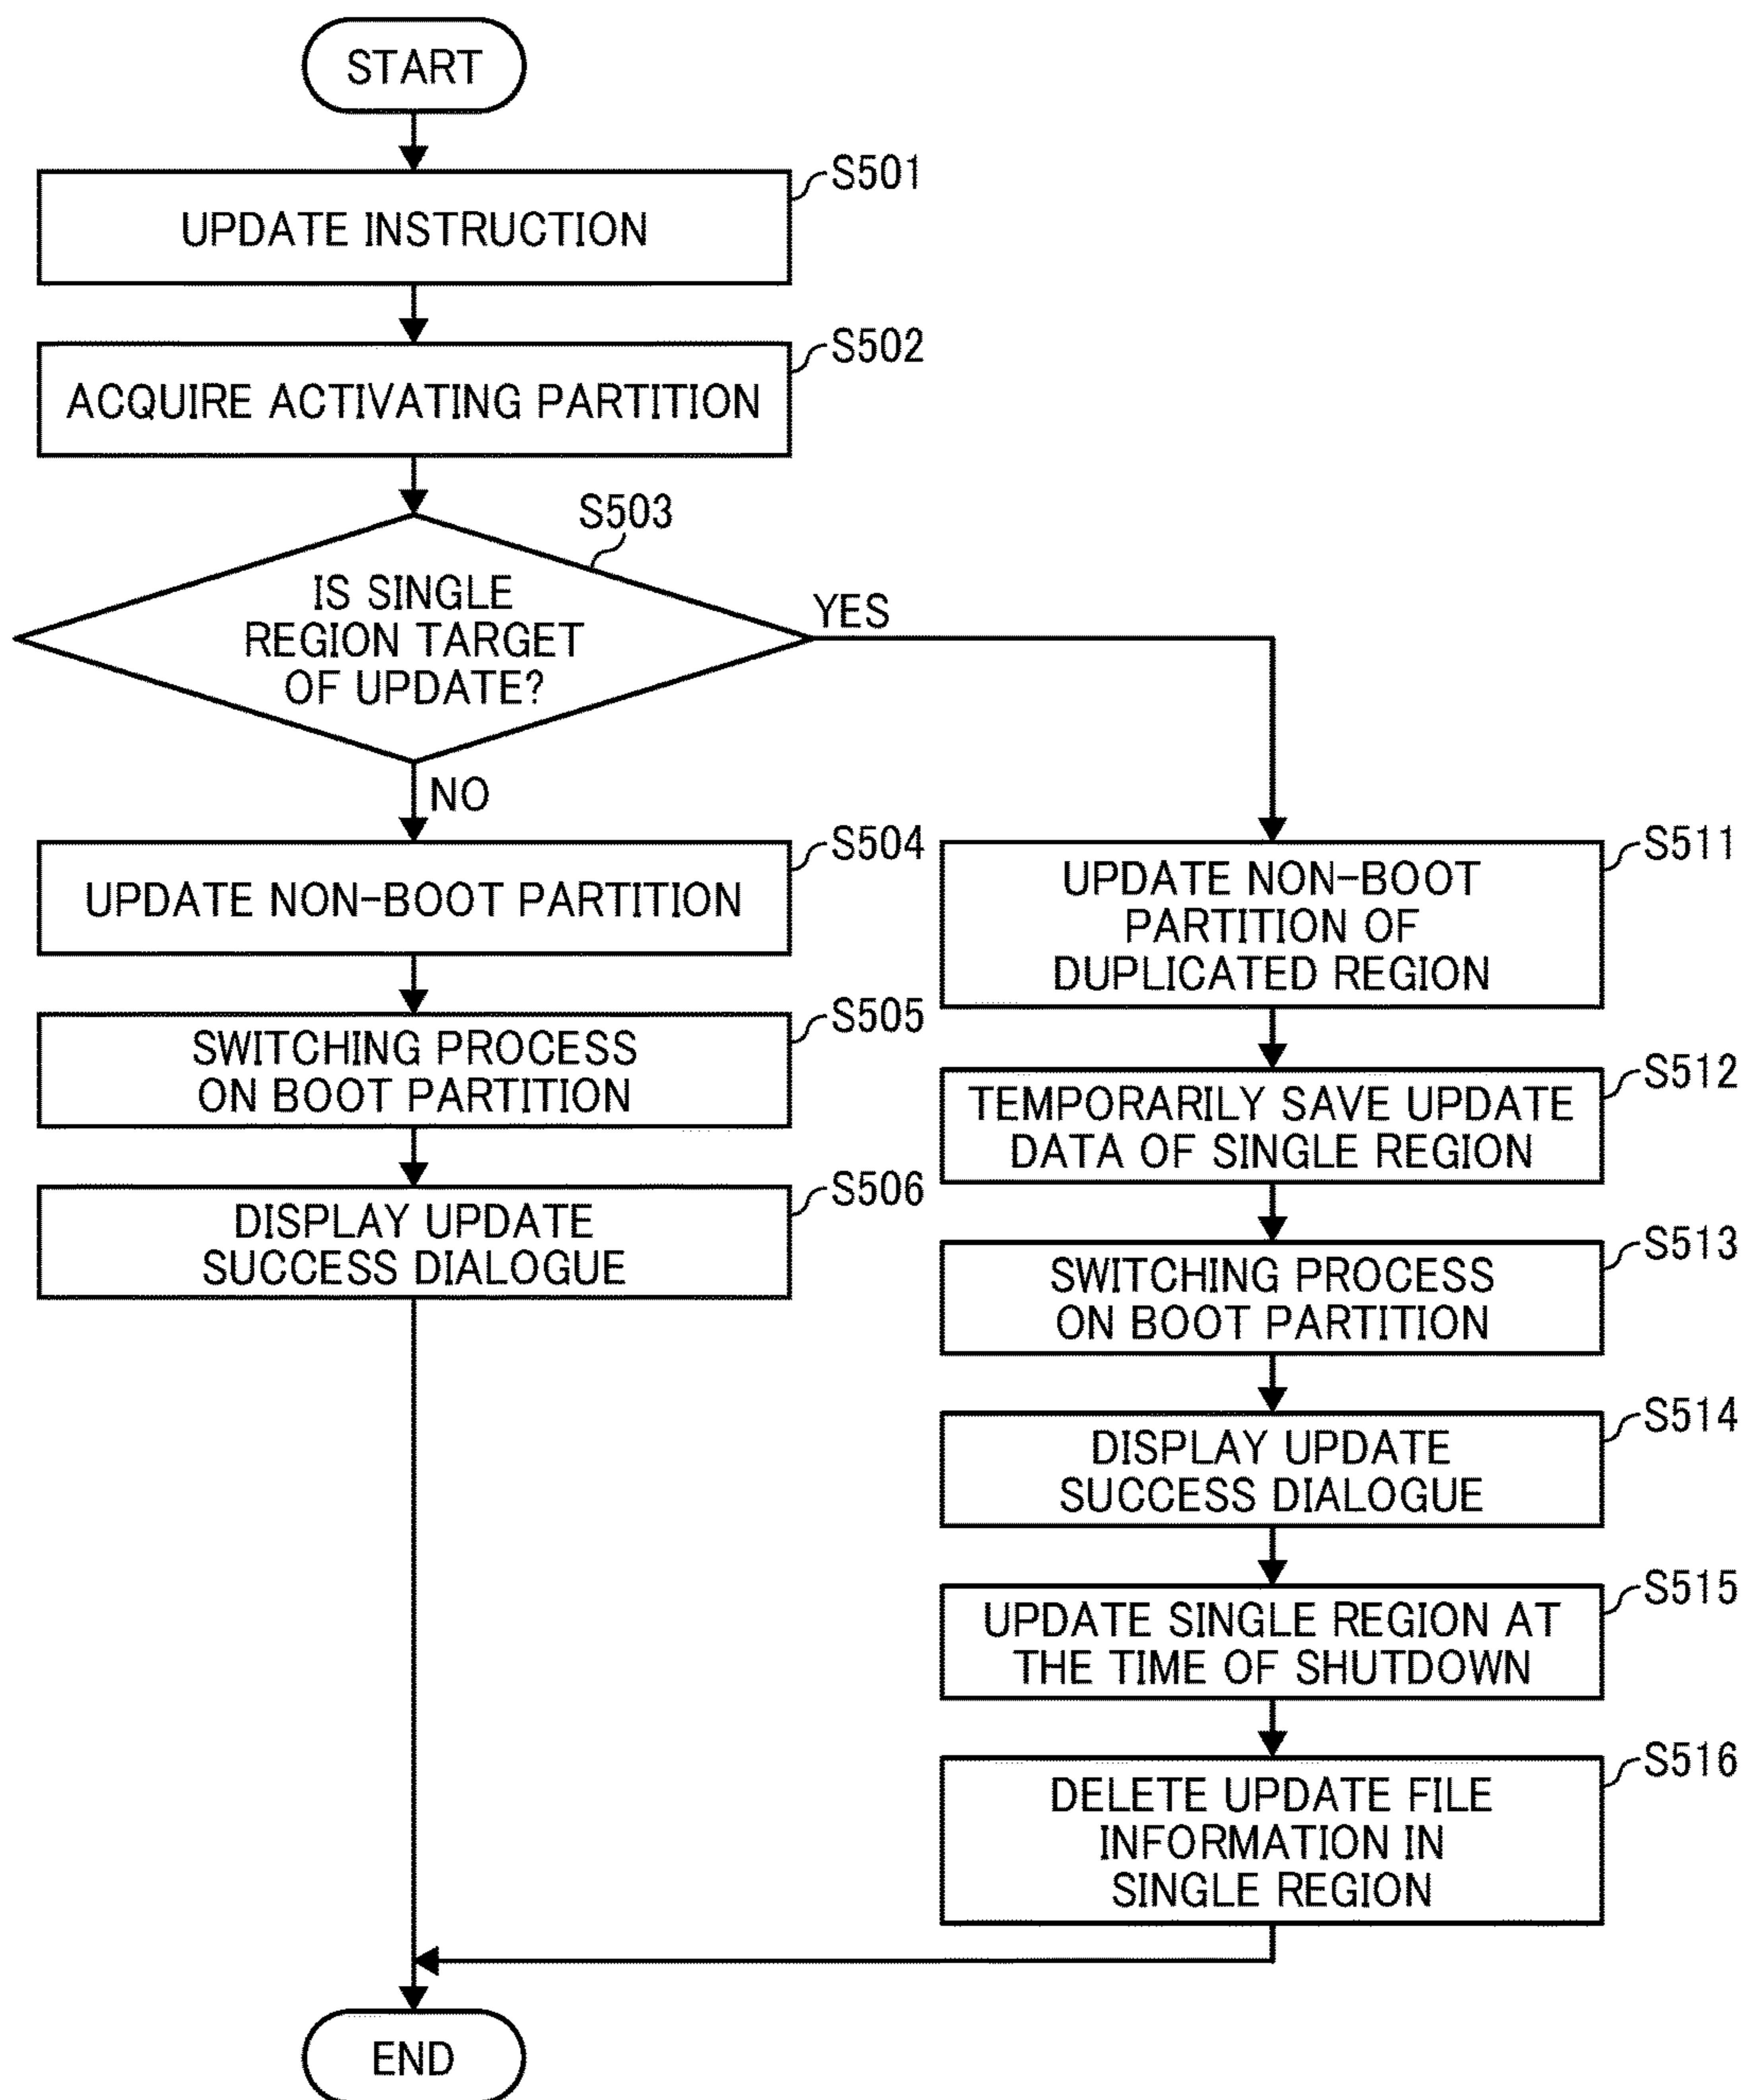 START
S501
UPDATE INSTRUCTION
S502
ACQUIRE ACTIVATING PARTITION
S503
IS SINGLE
REGION TARGET
OF UPDATE?
YES
NO
S504
UPDATE NON-BOOT PARTITION
S505
SWITCHING PROCESS
ON BOOT PARTITION
S506
DISPLAY UPDATE
SUCCESS DIALOGUE
S511
UPDATE NON-BOOT
PARTITION OF
DUPLICATED REGION
S512
TEMPORARILY SAVE UPDATE
DATA OF SINGLE REGION
S513
SWITCHING PROCESS
ON BOOT PARTITION
S514
DISPLAY UPDATE
SUCCESS DIALOGUE
S515
UPDATE SINGLE REGION AT
THE TIME OF SHUTDOWN
S516
DELETE UPDATE FILE
INFORMATION IN
SINGLE REGION
END